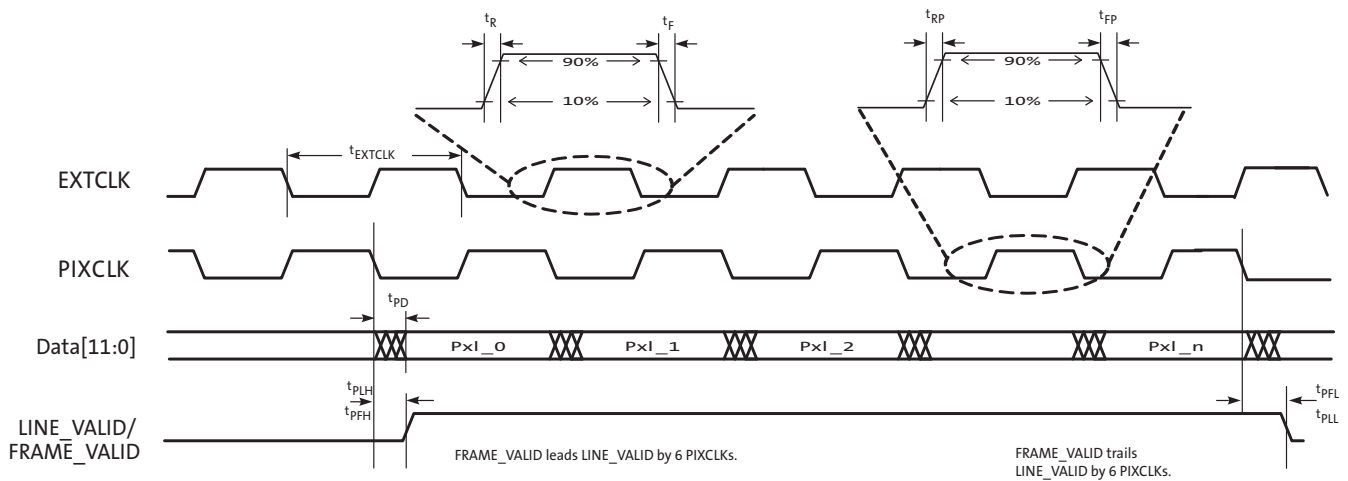 tR
tF
tRP
tFP
90%
90%
10%
10%
tEXTCLK
EXTCLK
PIXCLK
tPD
Data[11:0]
Pxl_0
Pxl_1
Pxl_2
Pxl_n
tPLH
tPFH
tPFL
tPLL
LINE_VALID/
FRAME_VALID
FRAME_VALID leads LINE_VALID by 6 PIXCLKs.
FRAME_VALID trails
LINE_VALID by 6 PIXCLKs.